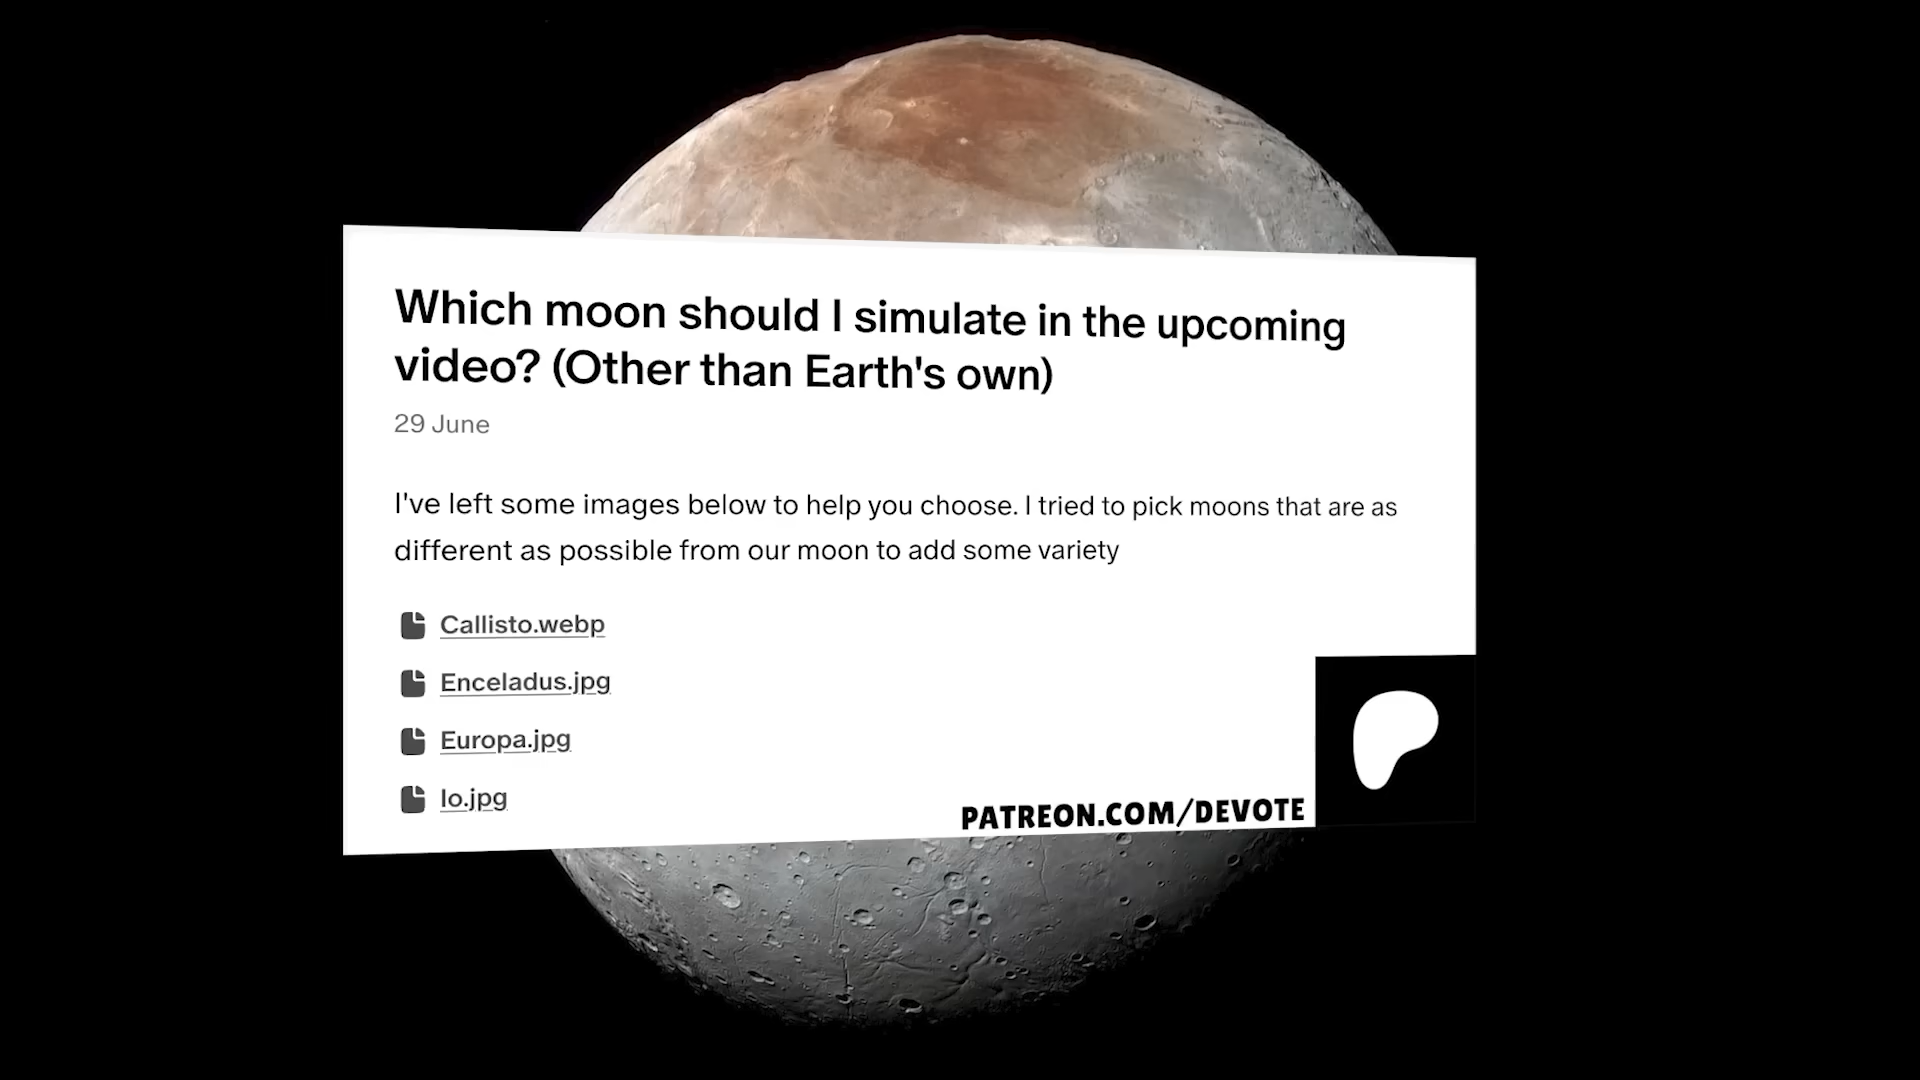 Which moon should I simulate in the upcoming
video? (Other than Earth's own)
29 June
I've left some images below to help you choose. I tried to pick moons that are as
different as possible from our moon to add some variety
Callisto.webp
Enceladus.jpg
Europa.jpg
Io.jpg
PATREON.COM/DEVOTE